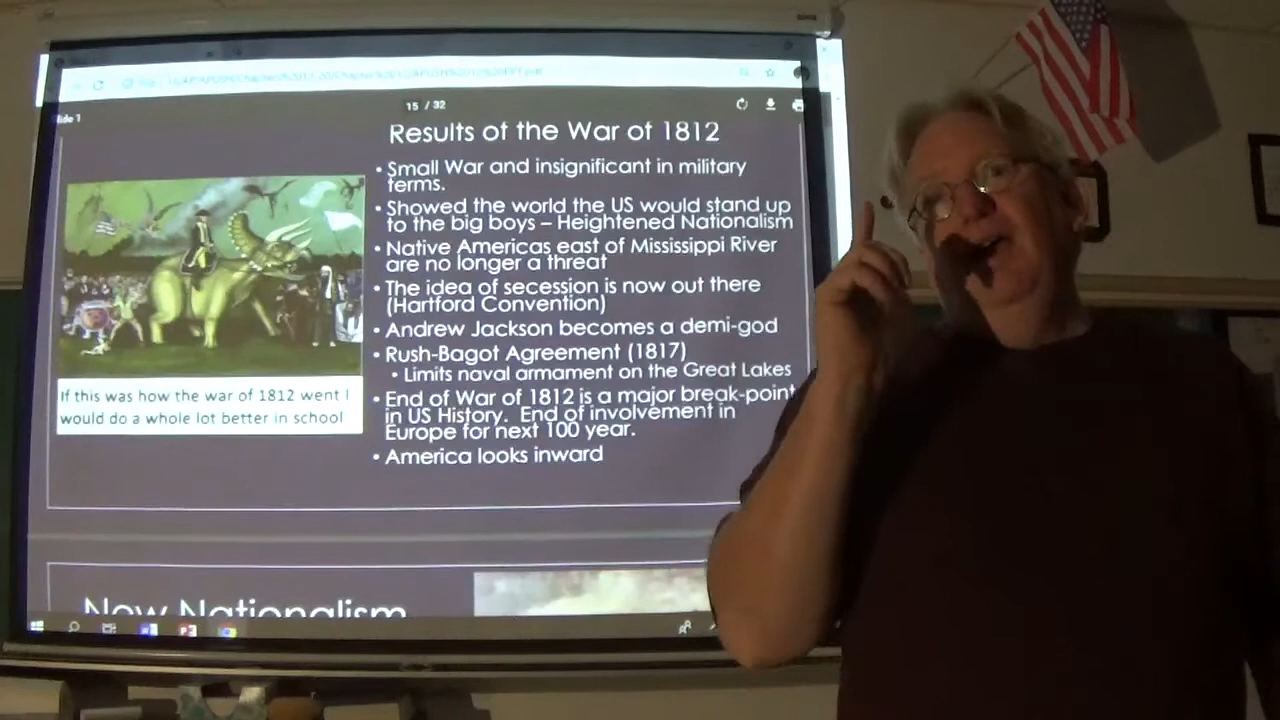 15 / 32
lide 1
Results of the War of 1812
• Small War and insignificant in military
terms.
• Showed the world the US would stand up
to the big boys – Heightened Nationalism
• Native Americas east of Mississippi River
are no longer a threat
• The idea of secession is now out there
(Hartford Convention)
• Andrew Jackson becomes a demi-god
• Rush-Bagot Agreement (1817)
• Limits naval armament on the Great Lakes
• End of War of 1812 is a major break-point
in US History. End of involvement in
Europe for next 100 year.
• America looks inward
If this was how the war of 1812 went I
would do a whole lot better in school
New Nationalism